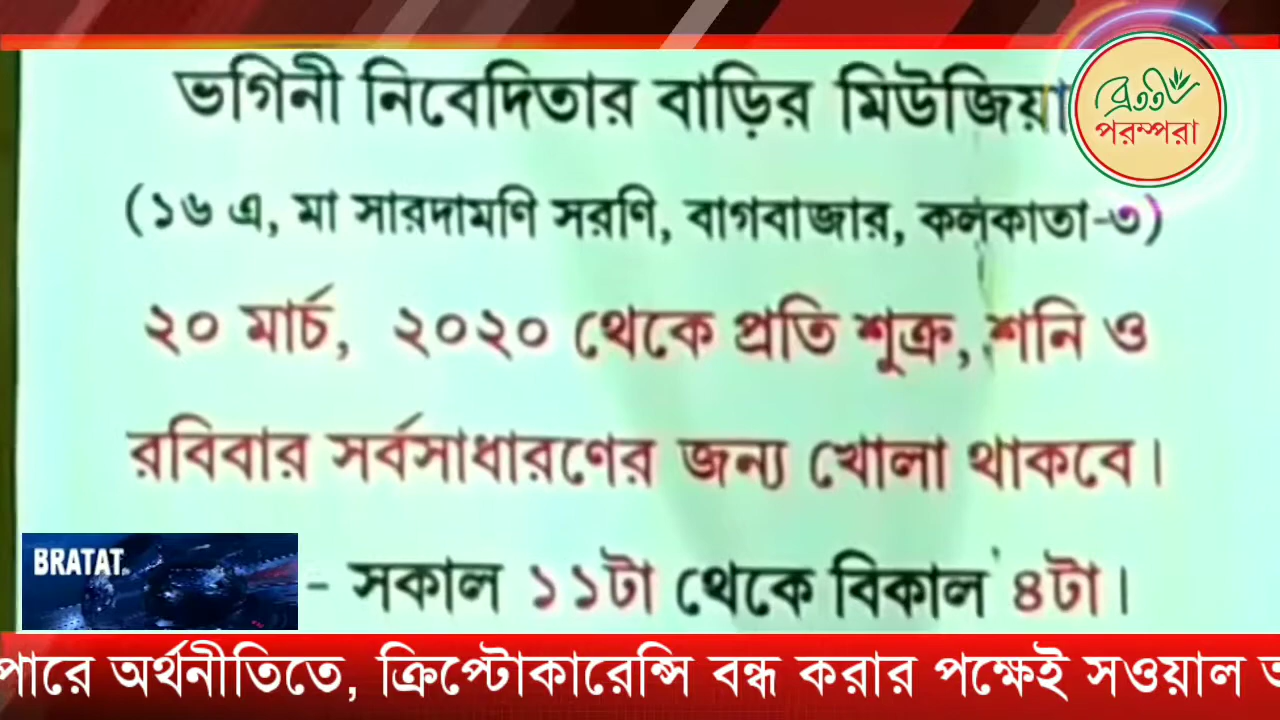 ভগিনী নিবেদিতার বাড়ির মিউজিয়া
ব্রততী
পরম্পরা
(১৬ এ, মা সারদামণি সরণি, বাগবাজার, কলকাতা-৩)
২০ মার্চ, ২০২০ থেকে প্রতি শুক্র, শনি ও
রবিবার সর্বসাধারণের জন্য খোলা থাকবে।
BRATAT
- সকাল ১১টা থেকে বিকাল ৪টা।
পারে অর্থনীতিতে, ক্রিপ্টোকারেন্সি বন্ধ করার পক্ষেই সওয়াল